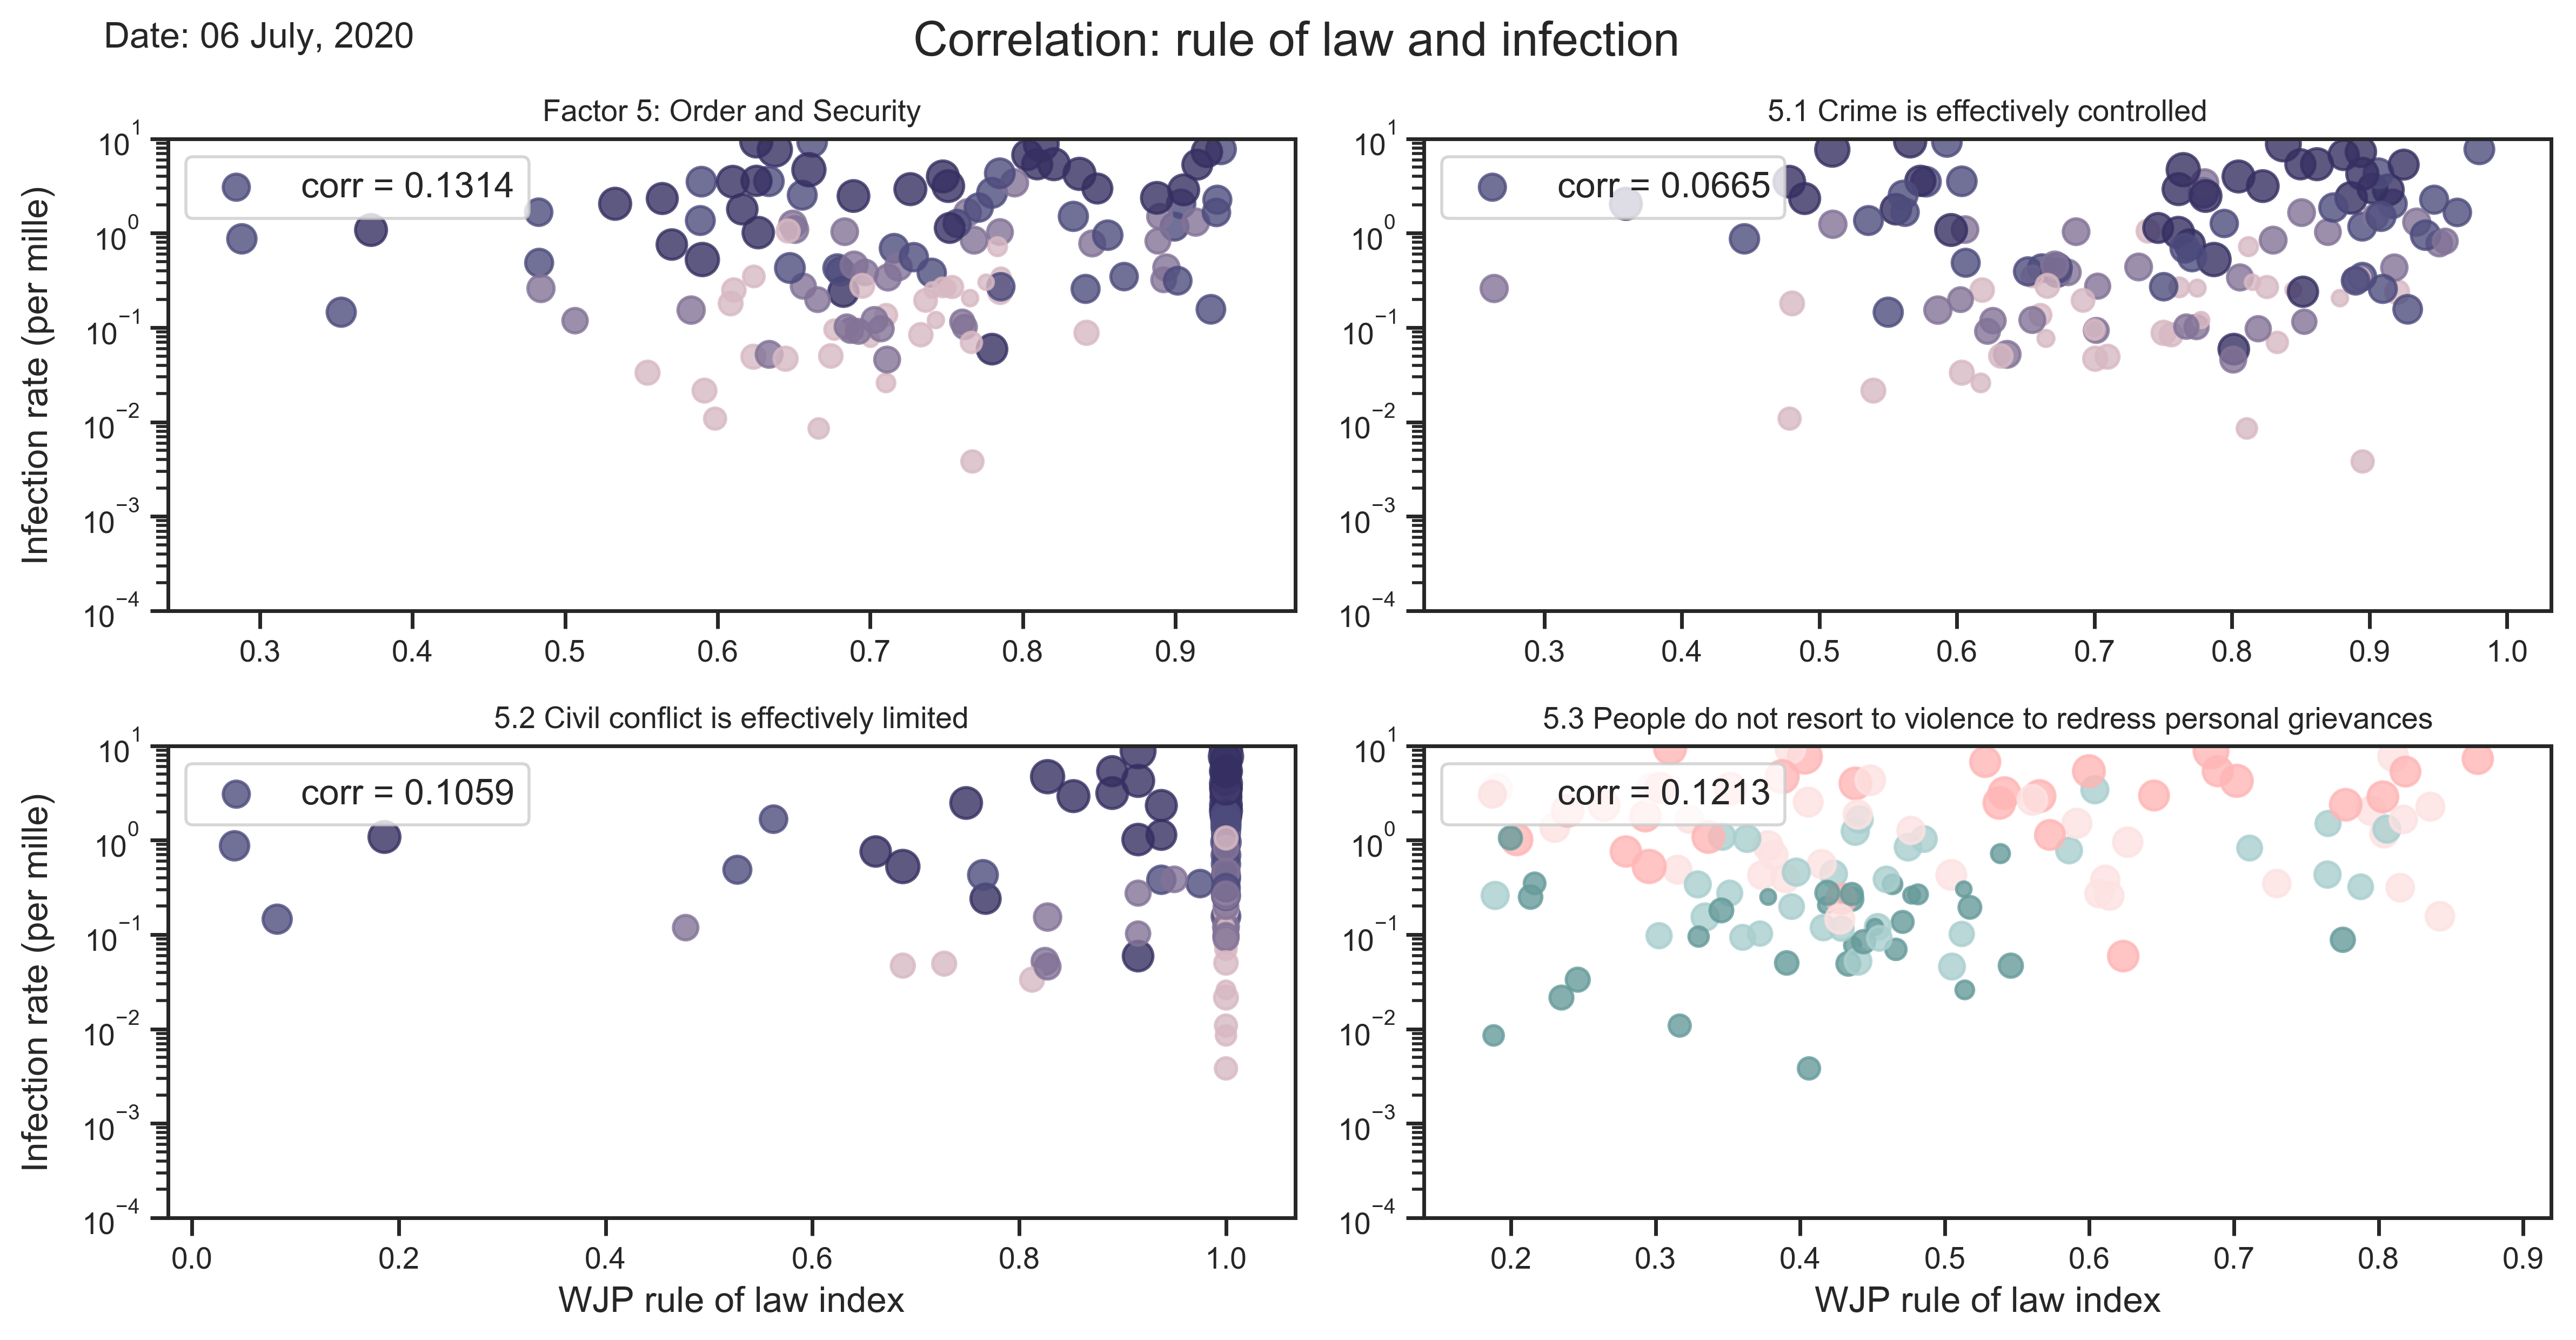 Date: 06 July, 2020
Correlation: rule of law and infection
Factor 5: Order and Security
5.1 Crime is effectively controlled
corr = 0.1314
corr = 0.0665
Infection rate (per mille)
10^1
10^0
10^−1
10^−2
10^−3
10^−4
10^1
10^0
10^−1
10^−2
10^−3
10^−4
0.3 0.4 0.5 0.6 0.7 0.8 0.9
0.3 0.4 0.5 0.6 0.7 0.8 0.9 1.0
5.2 Civil conflict is effectively limited
5.3 People do not resort to violence to redress personal grievances
corr = 0.1059
corr = 0.1213
Infection rate (per mille)
10^1
10^0
10^−1
10^−2
10^−3
10^−4
10^1
10^0
10^−1
10^−2
10^−3
10^−4
0.0 0.2 0.4 0.6 0.8 1.0
0.2 0.3 0.4 0.5 0.6 0.7 0.8 0.9
WJP rule of law index
WJP rule of law index